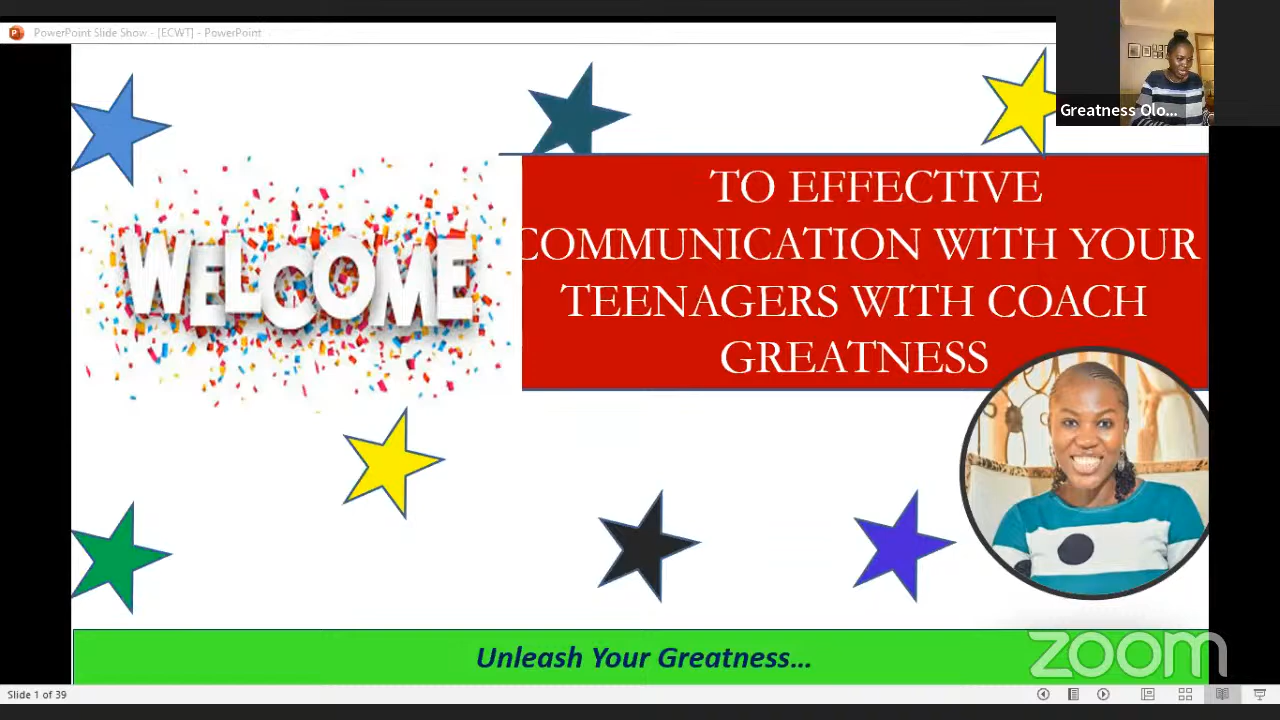 PowerPoint Slide Show - [ECWT] - PowerPoint
Greatness Olo...
WELCOME
TO EFFECTIVE
COMMUNICATION WITH YOUR
TEENAGERS WITH COACH
GREATNESS
Unleash Your Greatness...
zoom
Slide 1 of 39